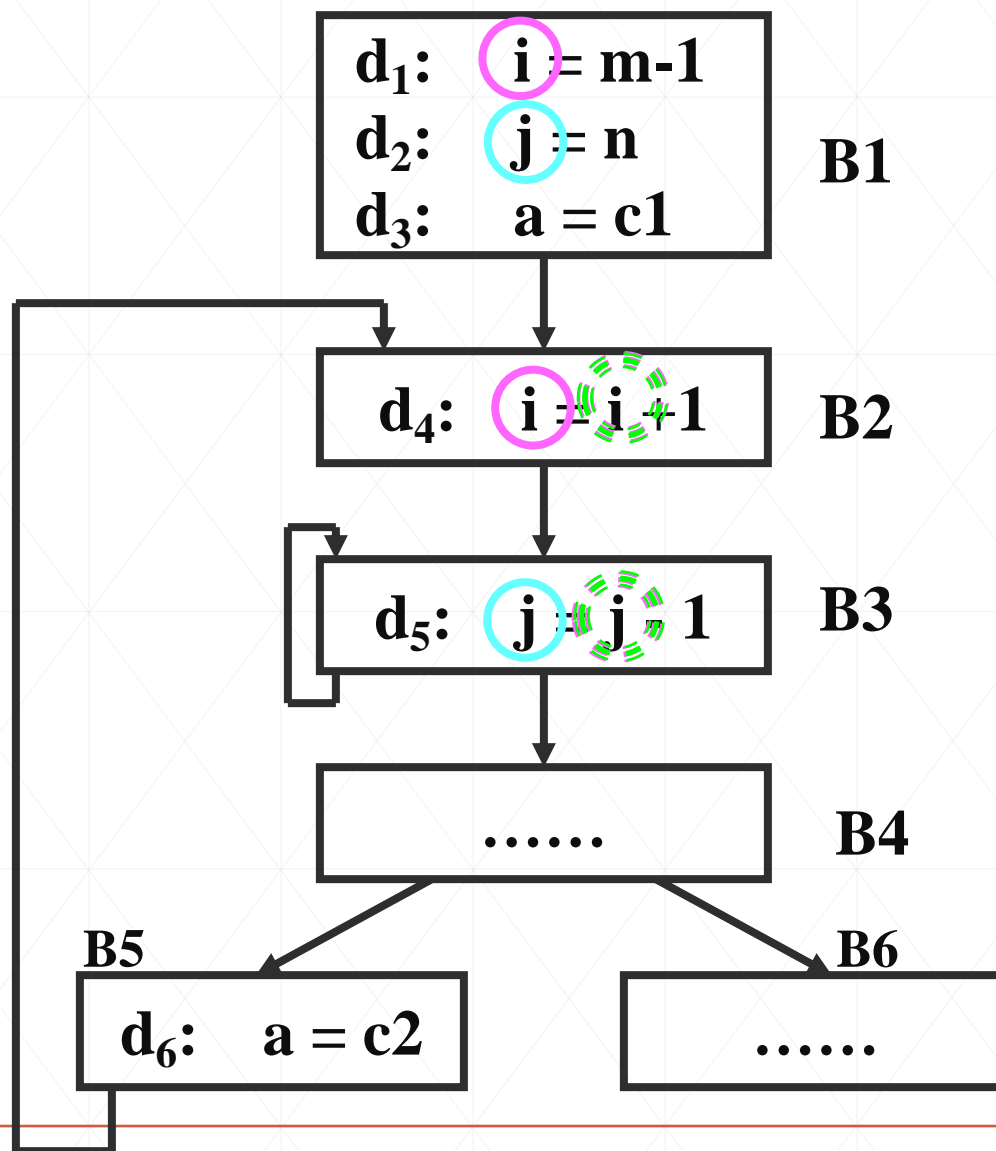 d₁: i = m-1
d₂: j = n
d₃: a = c1
B1
d₄: i = i +1
B2
d₅: j = j - 1
B3
......
B4
B5
d₆: a = c2
B6
......